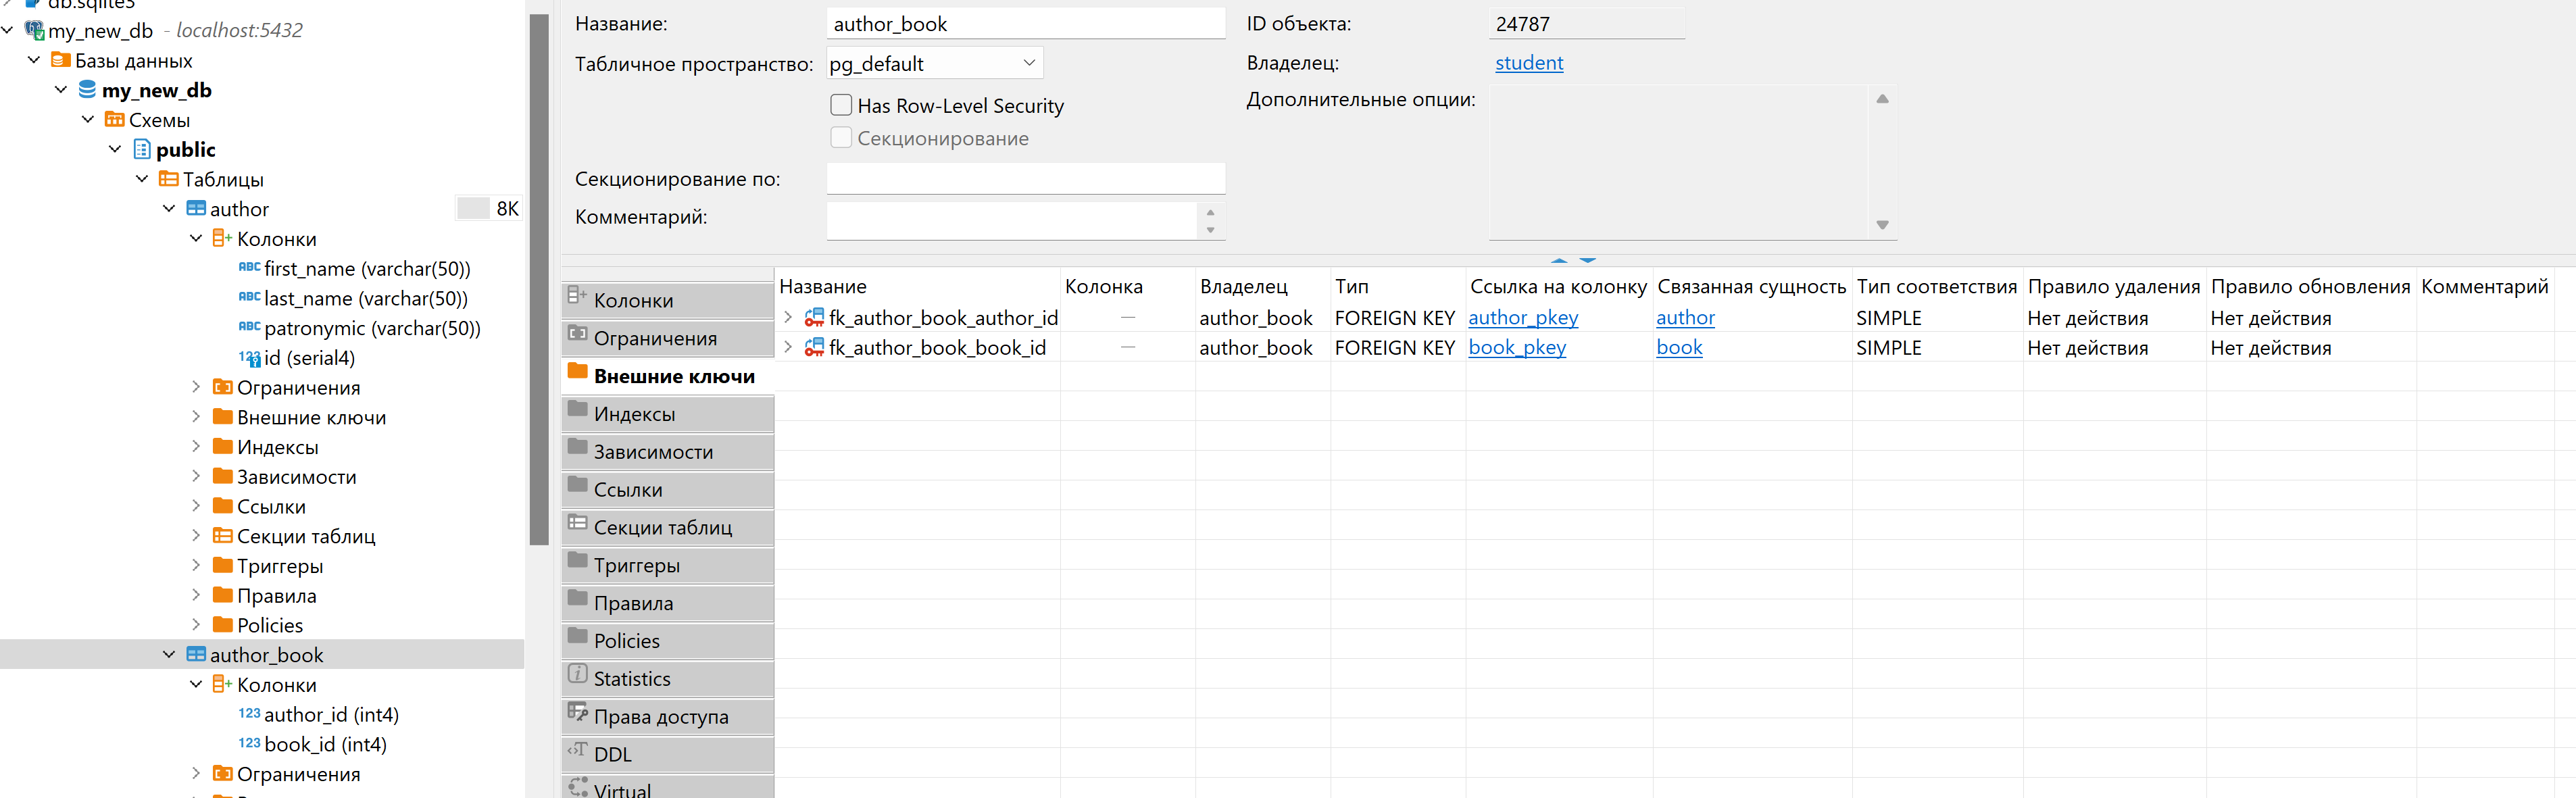 db.sqlite3
my_new_db - localhost:5432
Базы данных
my_new_db
Схемы
public
Таблицы
author 8K
Колонки
first_name (varchar(50))
last_name (varchar(50))
patronymic (varchar(50))
id (serial4)
Ограничения
Внешние ключи
Индексы
Зависимости
Ссылки
Секции таблиц
Триггеры
Правила
Policies
author_book
Колонки
author_id (int4)
book_id (int4)
Ограничения
Название: author_book
Табличное пространство: pg_default
Has Row-Level Security
Секционирование
Секционирование по:
Комментарий:
ID объекта: 24787
Владелец: student
Дополнительные опции:
Колонки
Ограничения
Внешние ключи
Индексы
Зависимости
Ссылки
Секции таблиц
Триггеры
Правила
Policies
Statistics
Права доступа
DDL
Virtual
Название Колонка Владелец Тип Ссылка на колонку Связанная сущность Тип соответствия Правило удаления Правило обновления Комментарий
fk_author_book_author_id — author_book FOREIGN KEY author_pkey author SIMPLE Нет действия Нет действия
fk_author_book_book_id — author_book FOREIGN KEY book_pkey book SIMPLE Нет действия Нет действия